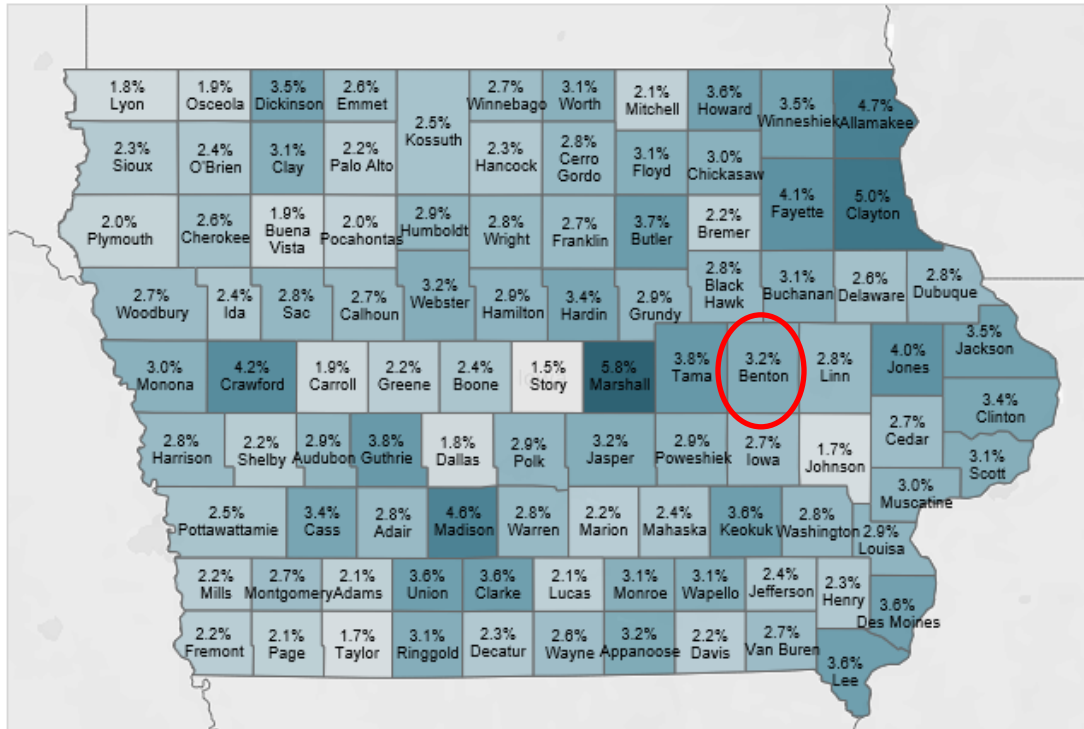 1.8%
Lyon
1.9%
Osceola
3.5%
Dickinson
2.6%
Emmet
2.5%
Kossuth
2.7%
Winnebago
3.1%
Worth
2.1%
Mitchell
3.6%
Howard
3.5%
Winneshiek
4.7%
Allamakee
2.3%
Sioux
2.4%
O'Brien
3.1%
Clay
2.2%
Palo Alto
2.3%
Hancock
2.8%
Cerro
Gordo
3.1%
Floyd
3.0%
Chickasaw
4.1%
Fayette
5.0%
Clayton
2.0%
Plymouth
2.6%
Cherokee
1.9%
Buena
Vista
2.0%
Pocahontas
2.9%
Humboldt
2.8%
Wright
2.7%
Franklin
3.7%
Butler
2.2%
Bremer
2.7%
Woodbury
2.4%
Ida
2.8%
Sac
2.7%
Calhoun
3.2%
Webster
2.9%
Hamilton
3.4%
Hardin
2.9%
Grundy
2.8%
Black
Hawk
3.1%
Buchanan
2.6%
Delaware
2.8%
Dubuque
3.0%
Monona
4.2%
Crawford
1.9%
Carroll
2.2%
Greene
2.4%
Boone
1.5%
Story
5.8%
Marshall
3.8%
Tama
3.2%
Benton
2.8%
Linn
4.0%
Jones
3.5%
Jackson
3.4%
Clinton
2.8%
Harrison
2.2%
Shelby
2.9%
Audubon
3.8%
Guthrie
1.8%
Dallas
2.9%
Polk
3.2%
Jasper
2.9%
Poweshiek
2.7%
Iowa
1.7%
Johnson
2.7%
Cedar
3.1%
Scott
3.0%
Muscatine
2.5%
Pottawattamie
3.4%
Cass
2.8%
Adair
4.6%
Madison
2.8%
Warren
2.2%
Marion
2.4%
Mahaska
3.6%
Keokuk
2.8%
Washington
2.9%
Louisa
2.2%
Mills
2.7%
Montgomery
2.1%
Adams
3.6%
Union
3.6%
Clarke
2.1%
Lucas
3.1%
Monroe
3.1%
Wapello
2.4%
Jefferson
2.3%
Henry
3.6%
Des Moines
2.2%
Fremont
2.1%
Page
1.7%
Taylor
3.1%
Ringgold
2.3%
Decatur
2.6%
Wayne
3.2%
Appanoose
2.2%
Davis
2.7%
Van Buren
3.6%
Lee